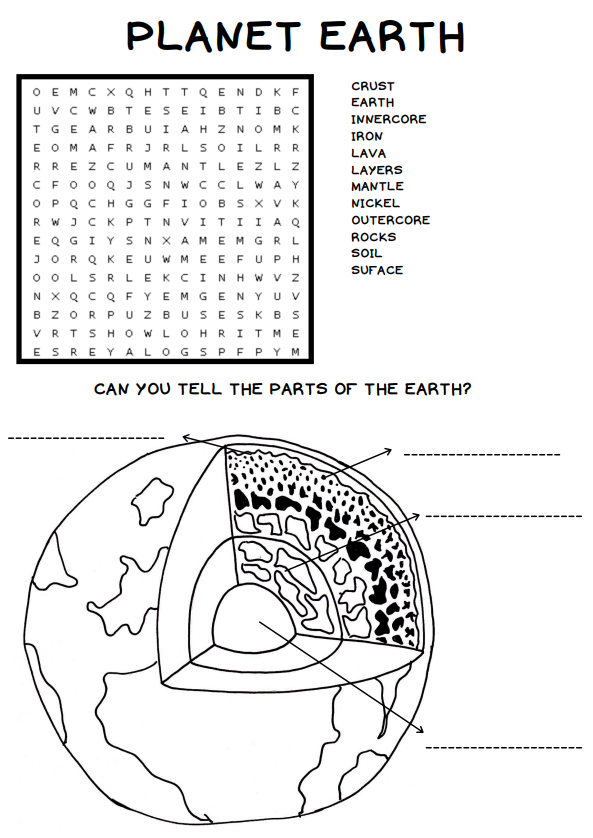 PLANET EARTH
O E M C X Q H T T Q E N D K F
U V C W B T E S E I B T I B C
T G E A R B U I A H Z N O M K
E O M A F R J R L S O I L R R
R R E Z C U M A N T L E Z L Z
C F O O Q J S N W C C L W A Y
O P Q C H G G F I O B S X V K
R W J C K P T N V I T I I A Q
E Q G I Y S N X A M E M G R L
J O R Q K E U W M E E F U P H
O O L S R L E K C I N H W V Z
N X Q C Q F Y E M G E N Y U V
B Z O R P U Z B U S E S K B S
V R T S H O W L O H R I T M E
E S R E Y A L O G S P F P Y M
CRUST
EARTH
INNERCORE
IRON
LAVA
LAYERS
MANTLE
NICKEL
OUTERCORE
ROCKS
SOIL
SUFACE
CAN YOU TELL THE PARTS OF THE EARTH?